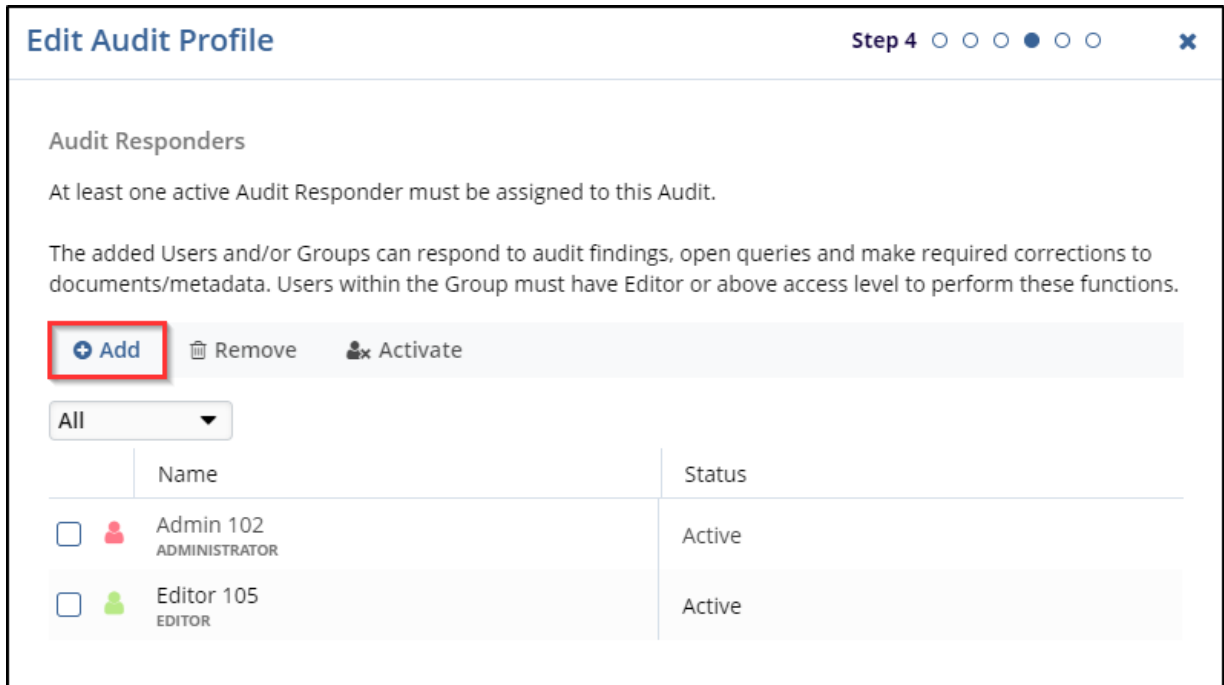 Edit Audit Profile
Step 4
Audit Responders
At least one active Audit Responder must be assigned to this Audit.
The added Users and/or Groups can respond to audit findings, open queries and make required corrections to
documents/metadata. Users within the Group must have Editor or above access level to perform these functions.
Add Remove Activate
All
Name Status
Admin 102 Active
ADMINISTRATOR
Editor 105 Active
EDITOR